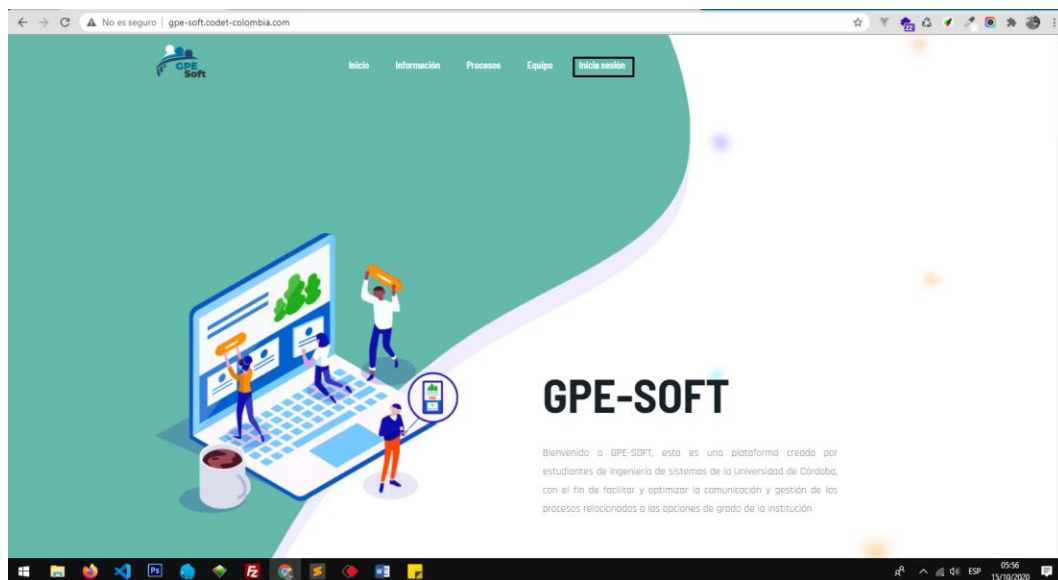 No es seguro | gpe-soft.codet-colombia.com
22
GPE
Soft
Inicio Información Procesos Equipo Inicia sesión
GPE-SOFT
Bienvenido a GPE-SOFT, esta es una plataforma creada por
estudiantes de ingeniería de sistemas de la Universidad de Córdoba,
con el fin de facilitar y optimizar la comunicación y gestión de los
procesos relacionados a las opciones de grado de la institución
Ps
Fz
ESP
05:56
15/10/2020